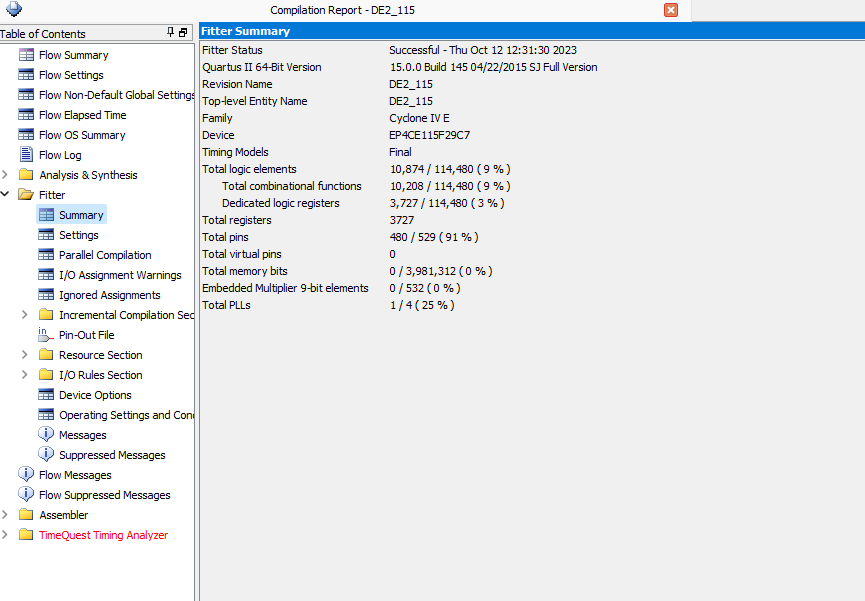 Compilation Report - DE2_115
Table of Contents
Flow Summary
Flow Settings
Flow Non-Default Global Settings
Flow Elapsed Time
Flow OS Summary
Flow Log
Analysis & Synthesis
Fitter
Summary
Settings
Parallel Compilation
I/O Assignment Warnings
Ignored Assignments
Incremental Compilation Sec
in
Pin-Out File
Resource Section
I/O Rules Section
Device Options
Operating Settings and Con
Messages
Suppressed Messages
Flow Messages
Flow Suppressed Messages
Assembler
TimeQuest Timing Analyzer
Fitter Summary
Fitter Status Successful - Thu Oct 12 12:31:30 2023
Quartus II 64-Bit Version 15.0.0 Build 145 04/22/2015 SJ Full Version
Revision Name DE2_115
Top-level Entity Name DE2_115
Family Cyclone IV E
Device EP4CE115F29C7
Timing Models Final
Total logic elements 10,874 / 114,480 ( 9 % )
Total combinational functions 10,208 / 114,480 ( 9 % )
Dedicated logic registers 3,727 / 114,480 ( 3 % )
Total registers 3727
Total pins 480 / 529 ( 91 % )
Total virtual pins 0
Total memory bits 0 / 3,981,312 ( 0 % )
Embedded Multiplier 9-bit elements 0 / 532 ( 0 % )
Total PLLs 1 / 4 ( 25 % )